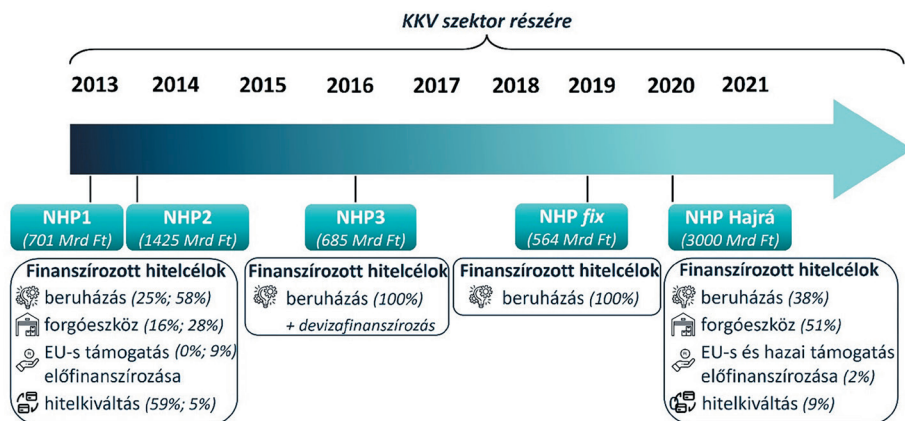 KKV szektor részére
2013 2014 2015 2016 2017 2018 2019 2020 2021
NHP1
(701 Mrd Ft)
NHP2
(1425 Mrd Ft)
NHP3
(685 Mrd Ft)
NHP fix
(564 Mrd Ft)
NHP Hajrá
(3000 Mrd Ft)
Finanszírozott hitelcélok
beruházás (25%; 58%)
forgóeszköz (16%; 28%)
EU-s támogatás (0%; 9%)
előfinanszírozása
hitelkiváltás (59%; 5%)
Finanszírozott hitelcélok
beruházás (100%)
+ devizafinanszírozás
Finanszírozott hitelcélok
beruházás (100%)
Finanszírozott hitelcélok
beruházás (38%)
forgóeszköz (51%)
EU-s és hazai támogatás
előfinanszírozása (2%)
hitelkiváltás (9%)